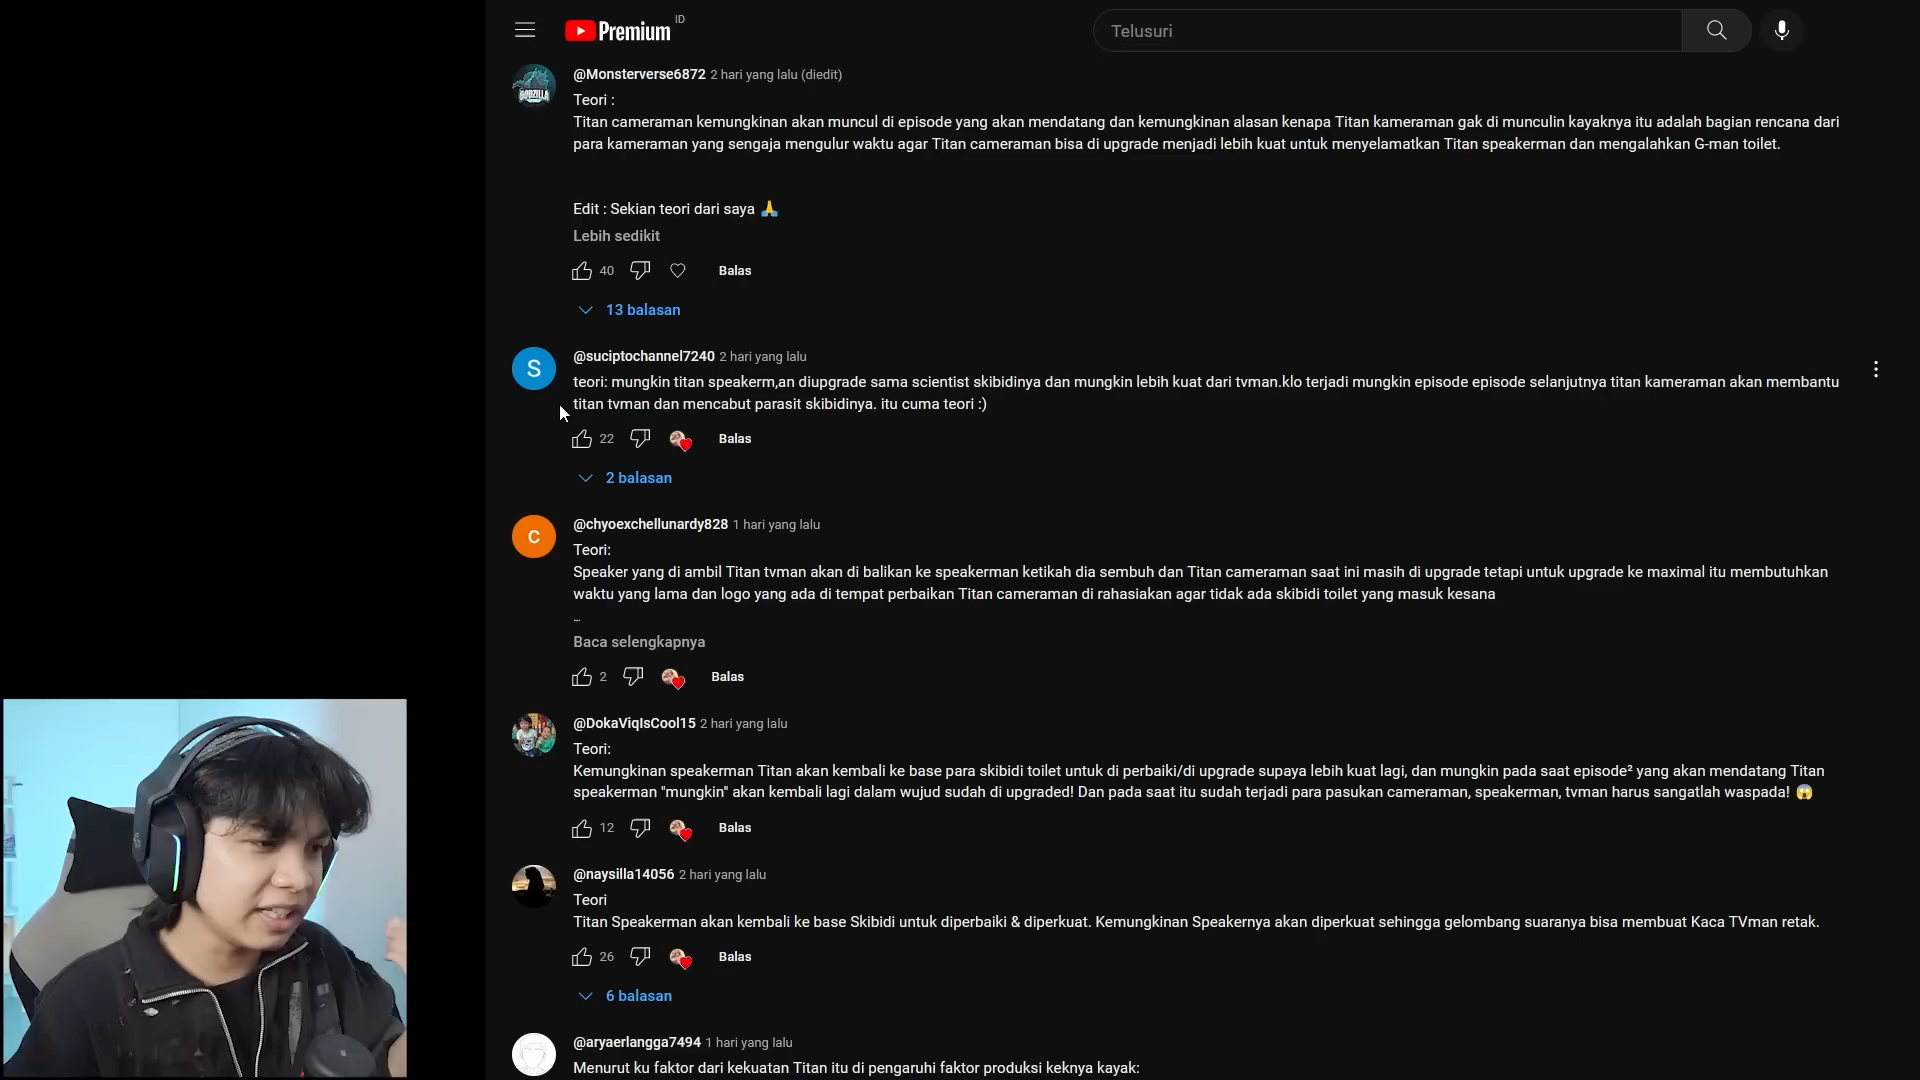 Premium ID
Telusuri
@Monsterverse6872 2 hari yang lalu (diedit)
GODZILLA
Teori :
Titan cameraman kemungkinan akan muncul di episode yang akan mendatang dan kemungkinan alasan kenapa Titan kameraman gak di munculin kayaknya itu adalah bagian rencana dari
para kameraman yang sengaja mengulur waktu agar Titan cameraman bisa di upgrade menjadi lebih kuat untuk menyelamatkan Titan speakerman dan mengalahkan G-man toilet.
Edit : Sekian teori dari saya 🙏
Lebih sedikit
40 Balas
13 balasan
S
@suciptochannel7240 2 hari yang lalu
teori: mungkin titan speakerm,an diupgrade sama scientist skibidinya dan mungkin lebih kuat dari tvman.klo terjadi mungkin episode episode selanjutnya titan kameraman akan membantu
titan tvman dan mencabut parasit skibidinya. itu cuma teori :)
22 Balas
2 balasan
C
@chyoexchellunardy828 1 hari yang lalu
Teori:
Speaker yang di ambil Titan tvman akan di balikan ke speakerman ketikah dia sembuh dan Titan cameraman saat ini masih di upgrade tetapi untuk upgrade ke maximal itu membutuhkan
waktu yang lama dan logo yang ada di tempat perbaikan Titan cameraman di rahasiakan agar tidak ada skibidi toilet yang masuk kesana
...
Baca selengkapnya
2 Balas
@DokaViqIsCool15 2 hari yang lalu
Teori:
Kemungkinan speakerman Titan akan kembali ke base para skibidi toilet untuk di perbaiki/di upgrade supaya lebih kuat lagi, dan mungkin pada saat episode² yang akan mendatang Titan
speakerman "mungkin" akan kembali lagi dalam wujud sudah di upgraded! Dan pada saat itu sudah terjadi para pasukan cameraman, speakerman, tvman harus sangatlah waspada! 😱
12 Balas
@naysilla14056 2 hari yang lalu
Teori
Titan Speakerman akan kembali ke base Skibidi untuk diperbaiki & diperkuat. Kemungkinan Speakernya akan diperkuat sehingga gelombang suaranya bisa membuat Kaca TVman retak.
26 Balas
6 balasan
@aryaerlangga7494 1 hari yang lalu
Menurut ku faktor dari kekuatan Titan itu di pengaruhi faktor produksi keknya kayak: